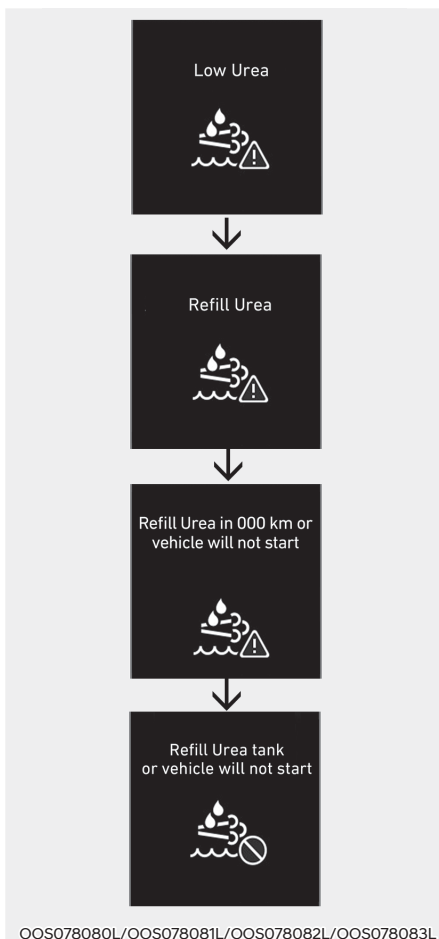 Low Urea
Refill Urea
Refill Urea in 000 km or
vehicle will not start
Refill Urea tank
or vehicle will not start
OOS078080L/OOS078081L/OOS078082L/OOS078083L